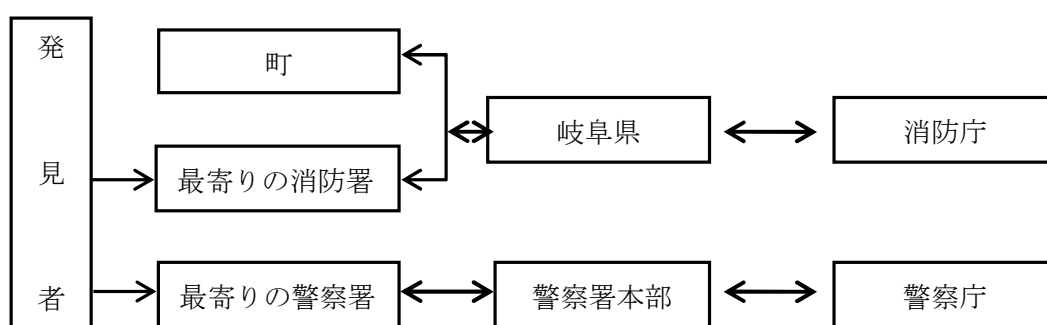 発見者
町
岐阜県
消防庁
最寄りの消防署
最寄りの警察署
警察署本部
警察庁